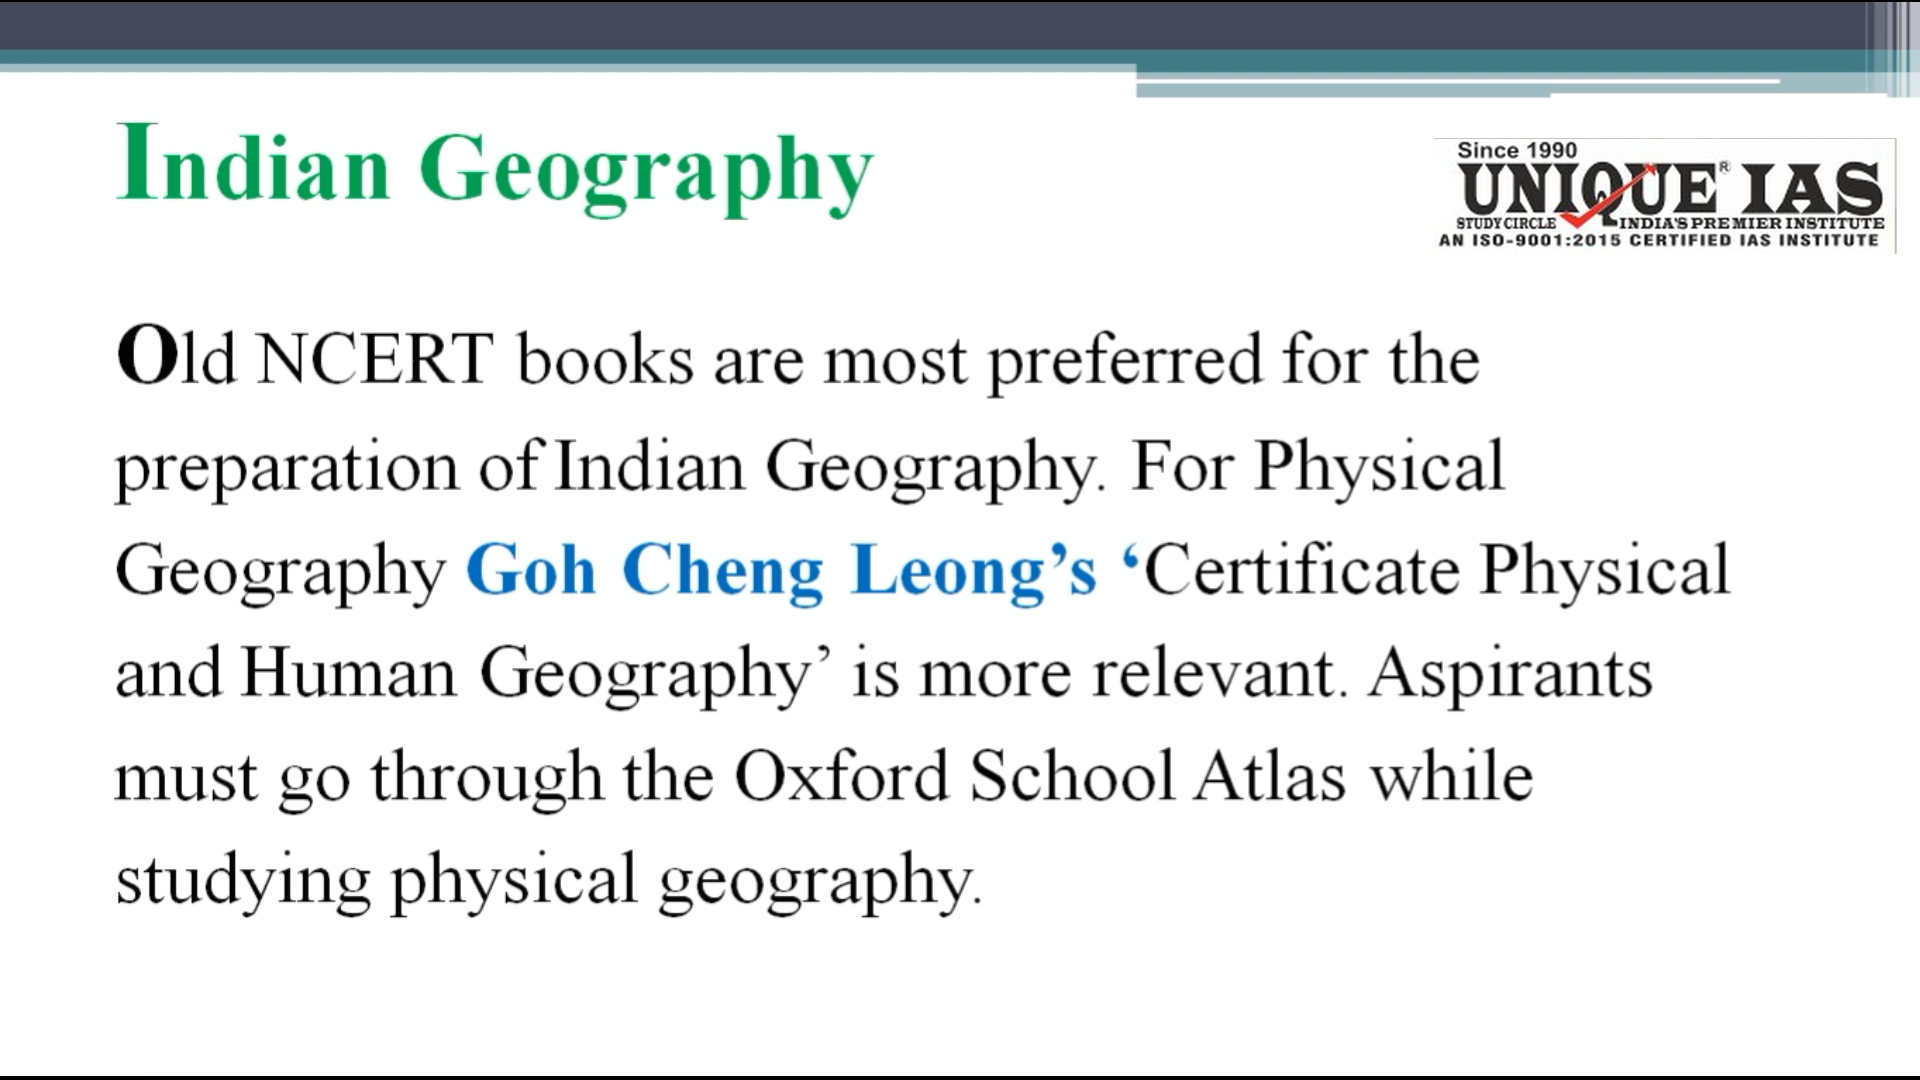 Indian Geography
Since 1990
UNIQUE® IAS
STUDY CIRCLE INDIA'S PREMIER INSTITUTE
AN ISO-9001:2015 CERTIFIED IAS INSTITUTE
Old NCERT books are most preferred for the
preparation of Indian Geography. For Physical
Geography Goh Cheng Leong’s ‘Certificate Physical
and Human Geography’ is more relevant. Aspirants
must go through the Oxford School Atlas while
studying physical geography.